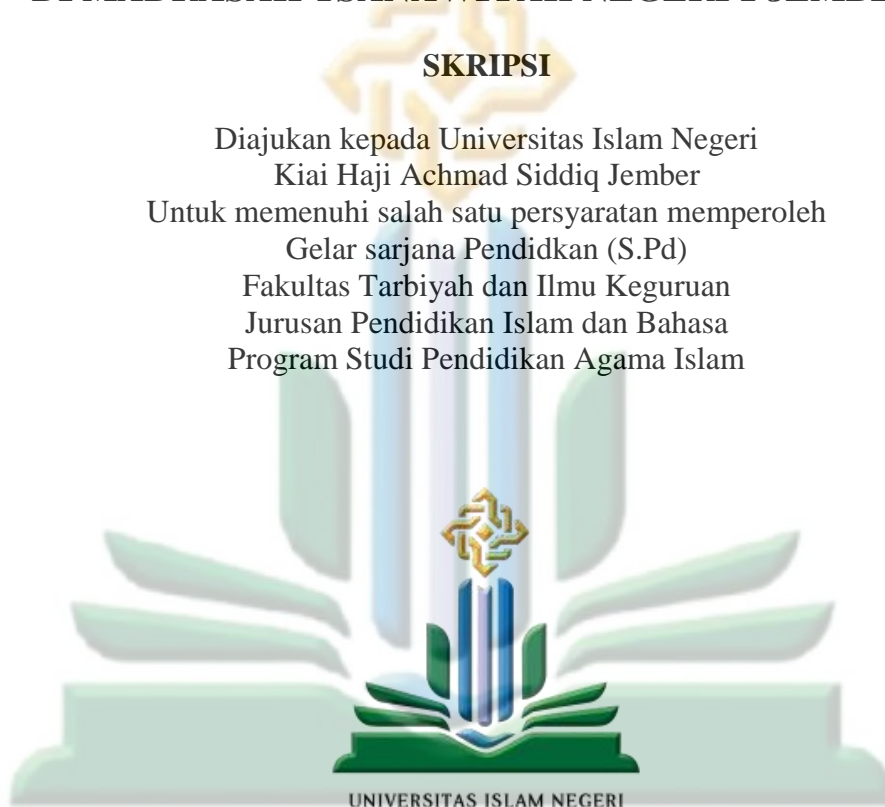 SKRIPSI
Diajukan kepada Universitas Islam Negeri
Kiai Haji Achmad Siddiq Jember
Untuk memenuhi salah satu persyaratan memperoleh
Gelar sarjana Pendidkan (S.Pd)
Fakultas Tarbiyah dan Ilmu Keguruan
Jurusan Pendidikan Islam dan Bahasa
Program Studi Pendidikan Agama Islam
UNIVERSITAS ISLAM NEGERI